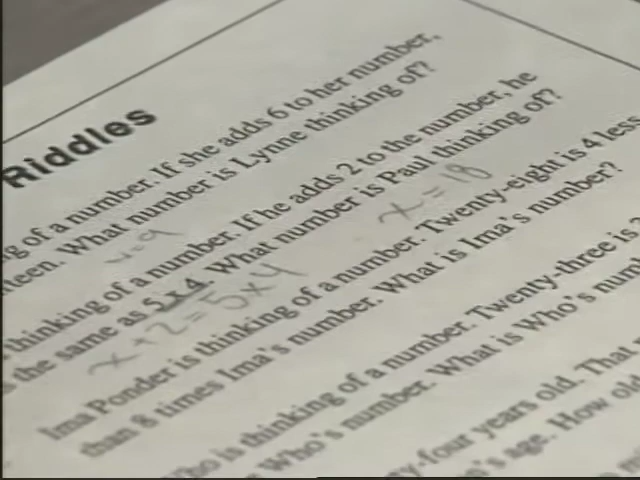 Riddles
ng of a number. If she adds 6 to her number,
teen. What number is Lynne thinking of?
thinking of a number. If he adds 2 to the number, he
s the same as 5 x 4. What number is Paul thinking of?
x + 2 = 5 x 4
x = 18
Ima Ponder is thinking of a number. Twenty-eight is 4 less
than 8 times Ima's number. What is Ima's number?
ho is thinking of a number. Twenty-three is
Who's number. What is Who's num
ty-four years old. That
's age. How old